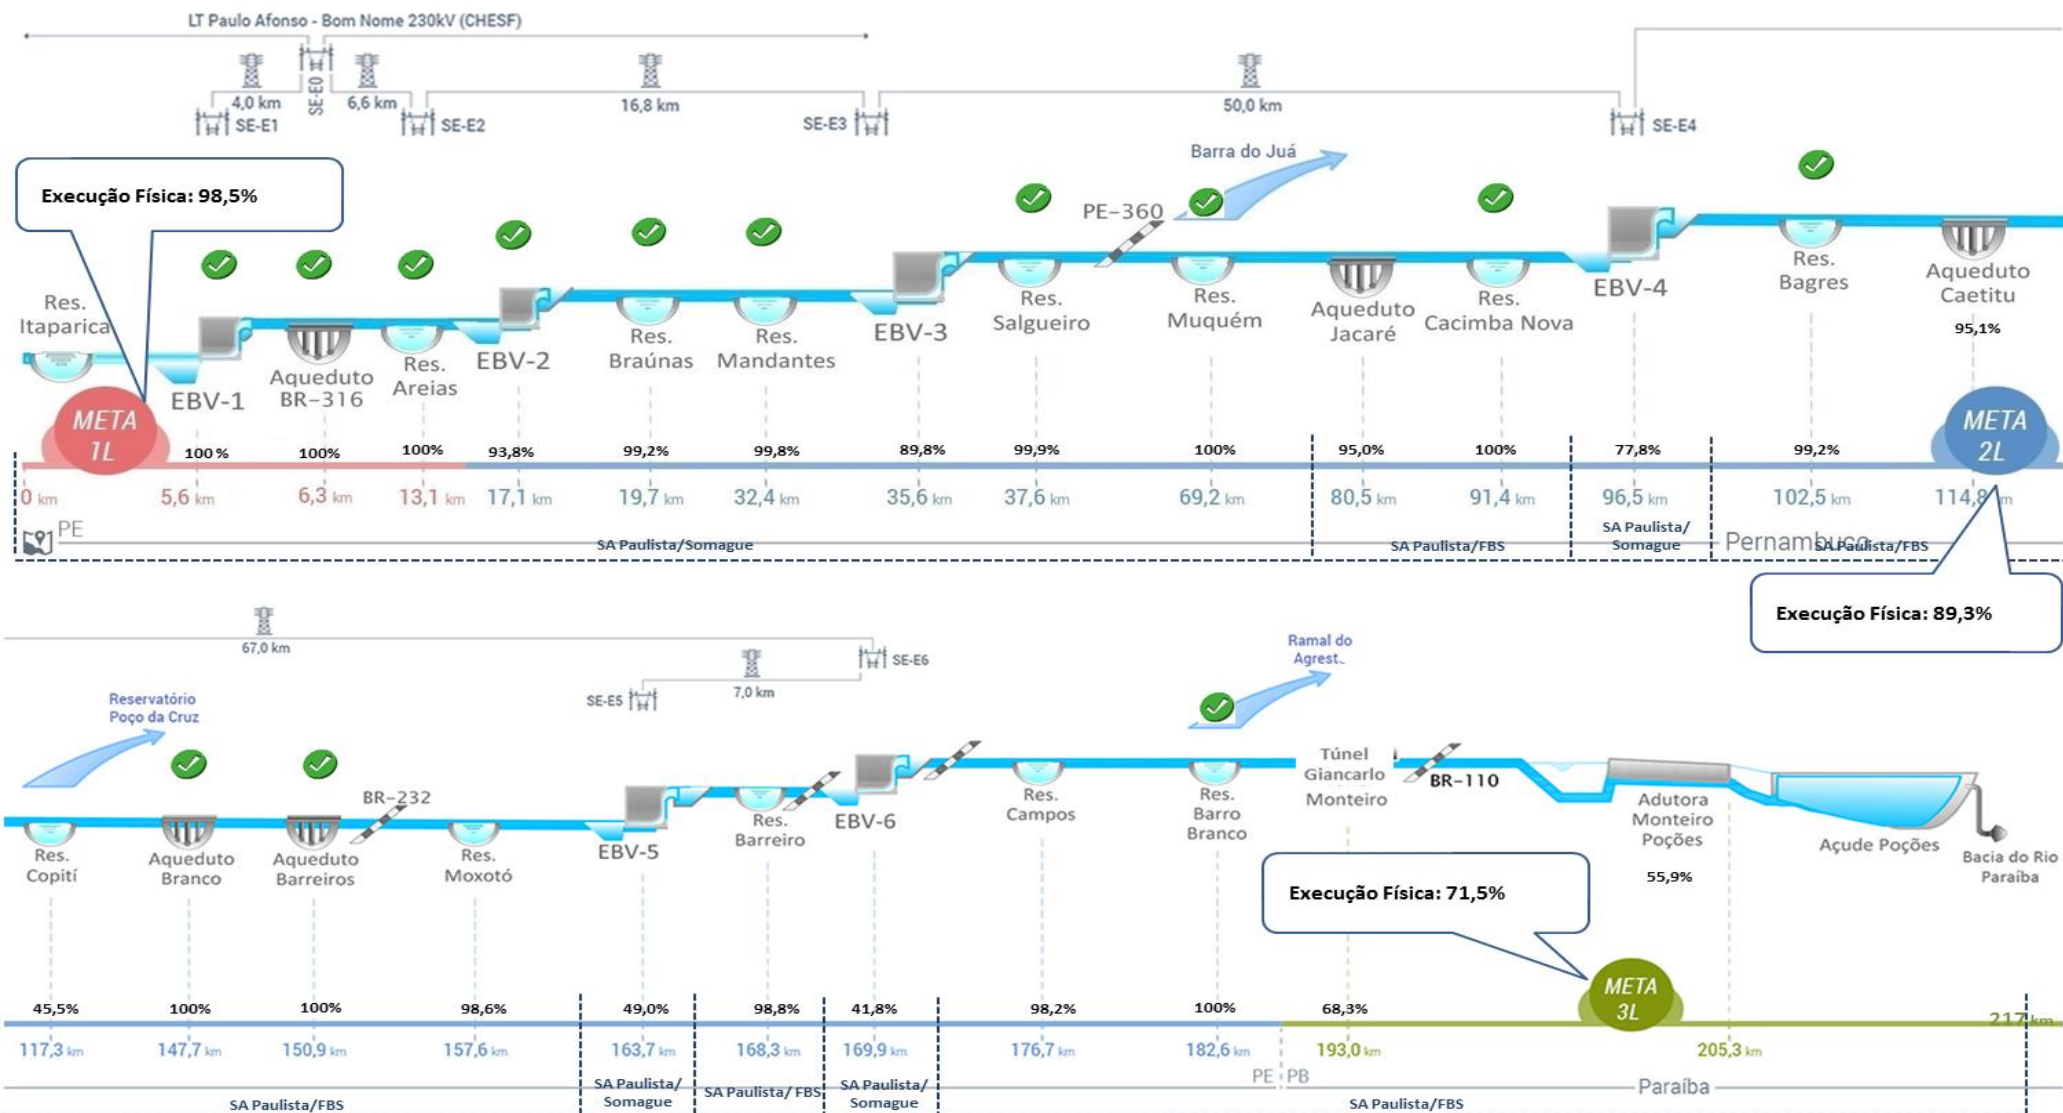 LT Paulo Afonso - Bom Nome 230kV (CHESF)
4,0 km
SE-E0
6,6 km
16,8 km
50,0 km
SE-E1
SE-E2
SE-E3
SE-E4
Execução Física: 98,5%
Barra do Juá
PE-360
Res.
Itaparica
EBV-1
Aqueduto
BR-316
Res.
Areias
EBV-2
Res.
Braúnas
Res.
Mandantes
EBV-3
Res.
Salgueiro
Res.
Muquém
Aqueduto
Jacaré
Res.
Cacimba Nova
EBV-4
Res.
Bagres
Aqueduto
Caetitu
95,1%
META
1L
META
2L
100 %
100%
100%
93,8%
99,2%
99,8%
89,8%
99,9%
100%
95,0%
100%
77,8%
99,2%
0 km
5,6 km
6,3 km
13,1 km
17,1 km
19,7 km
32,4 km
35,6 km
37,6 km
69,2 km
80,5 km
91,4 km
96,5 km
102,5 km
114,8 m
PE
SA Paulista/Somague
SA Paulista/FBS
SA Paulista/
Somague
Pernambuco
SA Paulista/FBS
Execução Física: 89,3%
67,0 km
SE-E6
7,0 km
SE-E5
Reservatório
Poço da Cruz
Ramal do
Agrest
BR-232
Res.
Copití
Aqueduto
Branco
Aqueduto
Barreiros
Res.
Moxotó
EBV-5
Res.
Barreiro
EBV-6
Res.
Campos
Res.
Barro
Branco
Túnel
Giancarlo
Monteiro
BR-110
Adutora
Monteiro
Poções
55,9%
Açude Poções
Bacia do Rio
Paraíba
Execução Física: 71,5%
META
3L
45,5%
100%
100%
98,6%
49,0%
98,8%
41,8%
98,2%
100%
68,3%
217 km
117,3 km
147,7 km
150,9 km
157,6 km
163,7 km
168,3 km
169,9 km
176,7 km
182,6 km
193,0 km
205,3 km
PE
PB
Paraíba
SA Paulista/FBS
SA Paulista/
Somague
SA Paulista/ FBS
SA Paulista/
Somague
SA Paulista/FBS